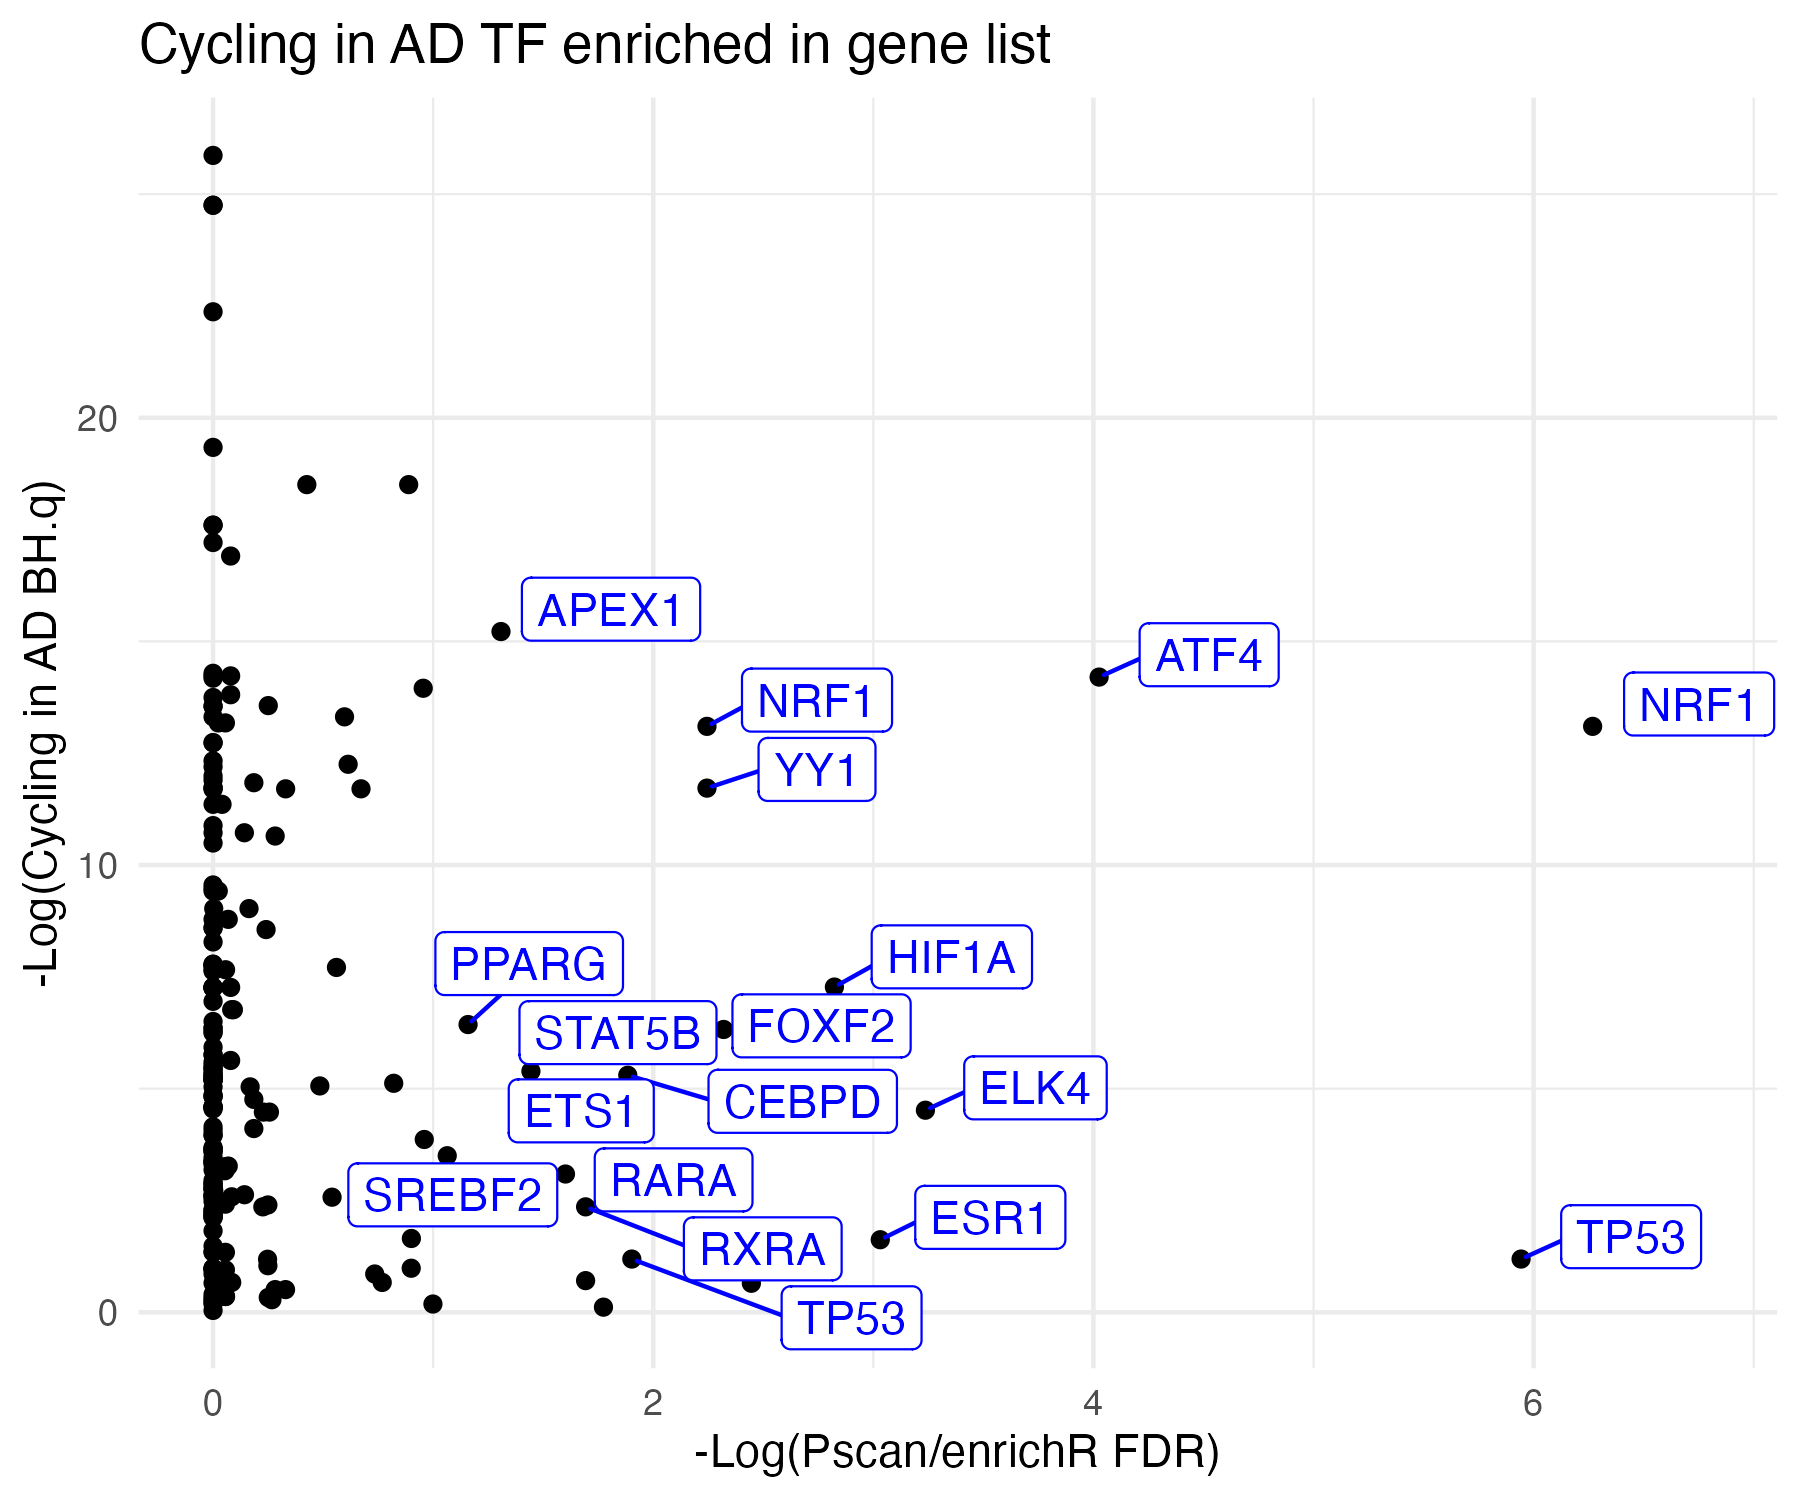 Cycling in AD TF enriched in gene list
-Log(Cycling in AD BH.q)
20
10
0
APEX1
ATF4
NRF1
NRF1
YY1
PPARG
HIF1A
STAT5B
FOXF2
ETS1
CEBPD
ELK4
SREBF2
RARA
RXRA
ESR1
TP53
TP53
0
2
4
6
-Log(Pscan/enrichR FDR)